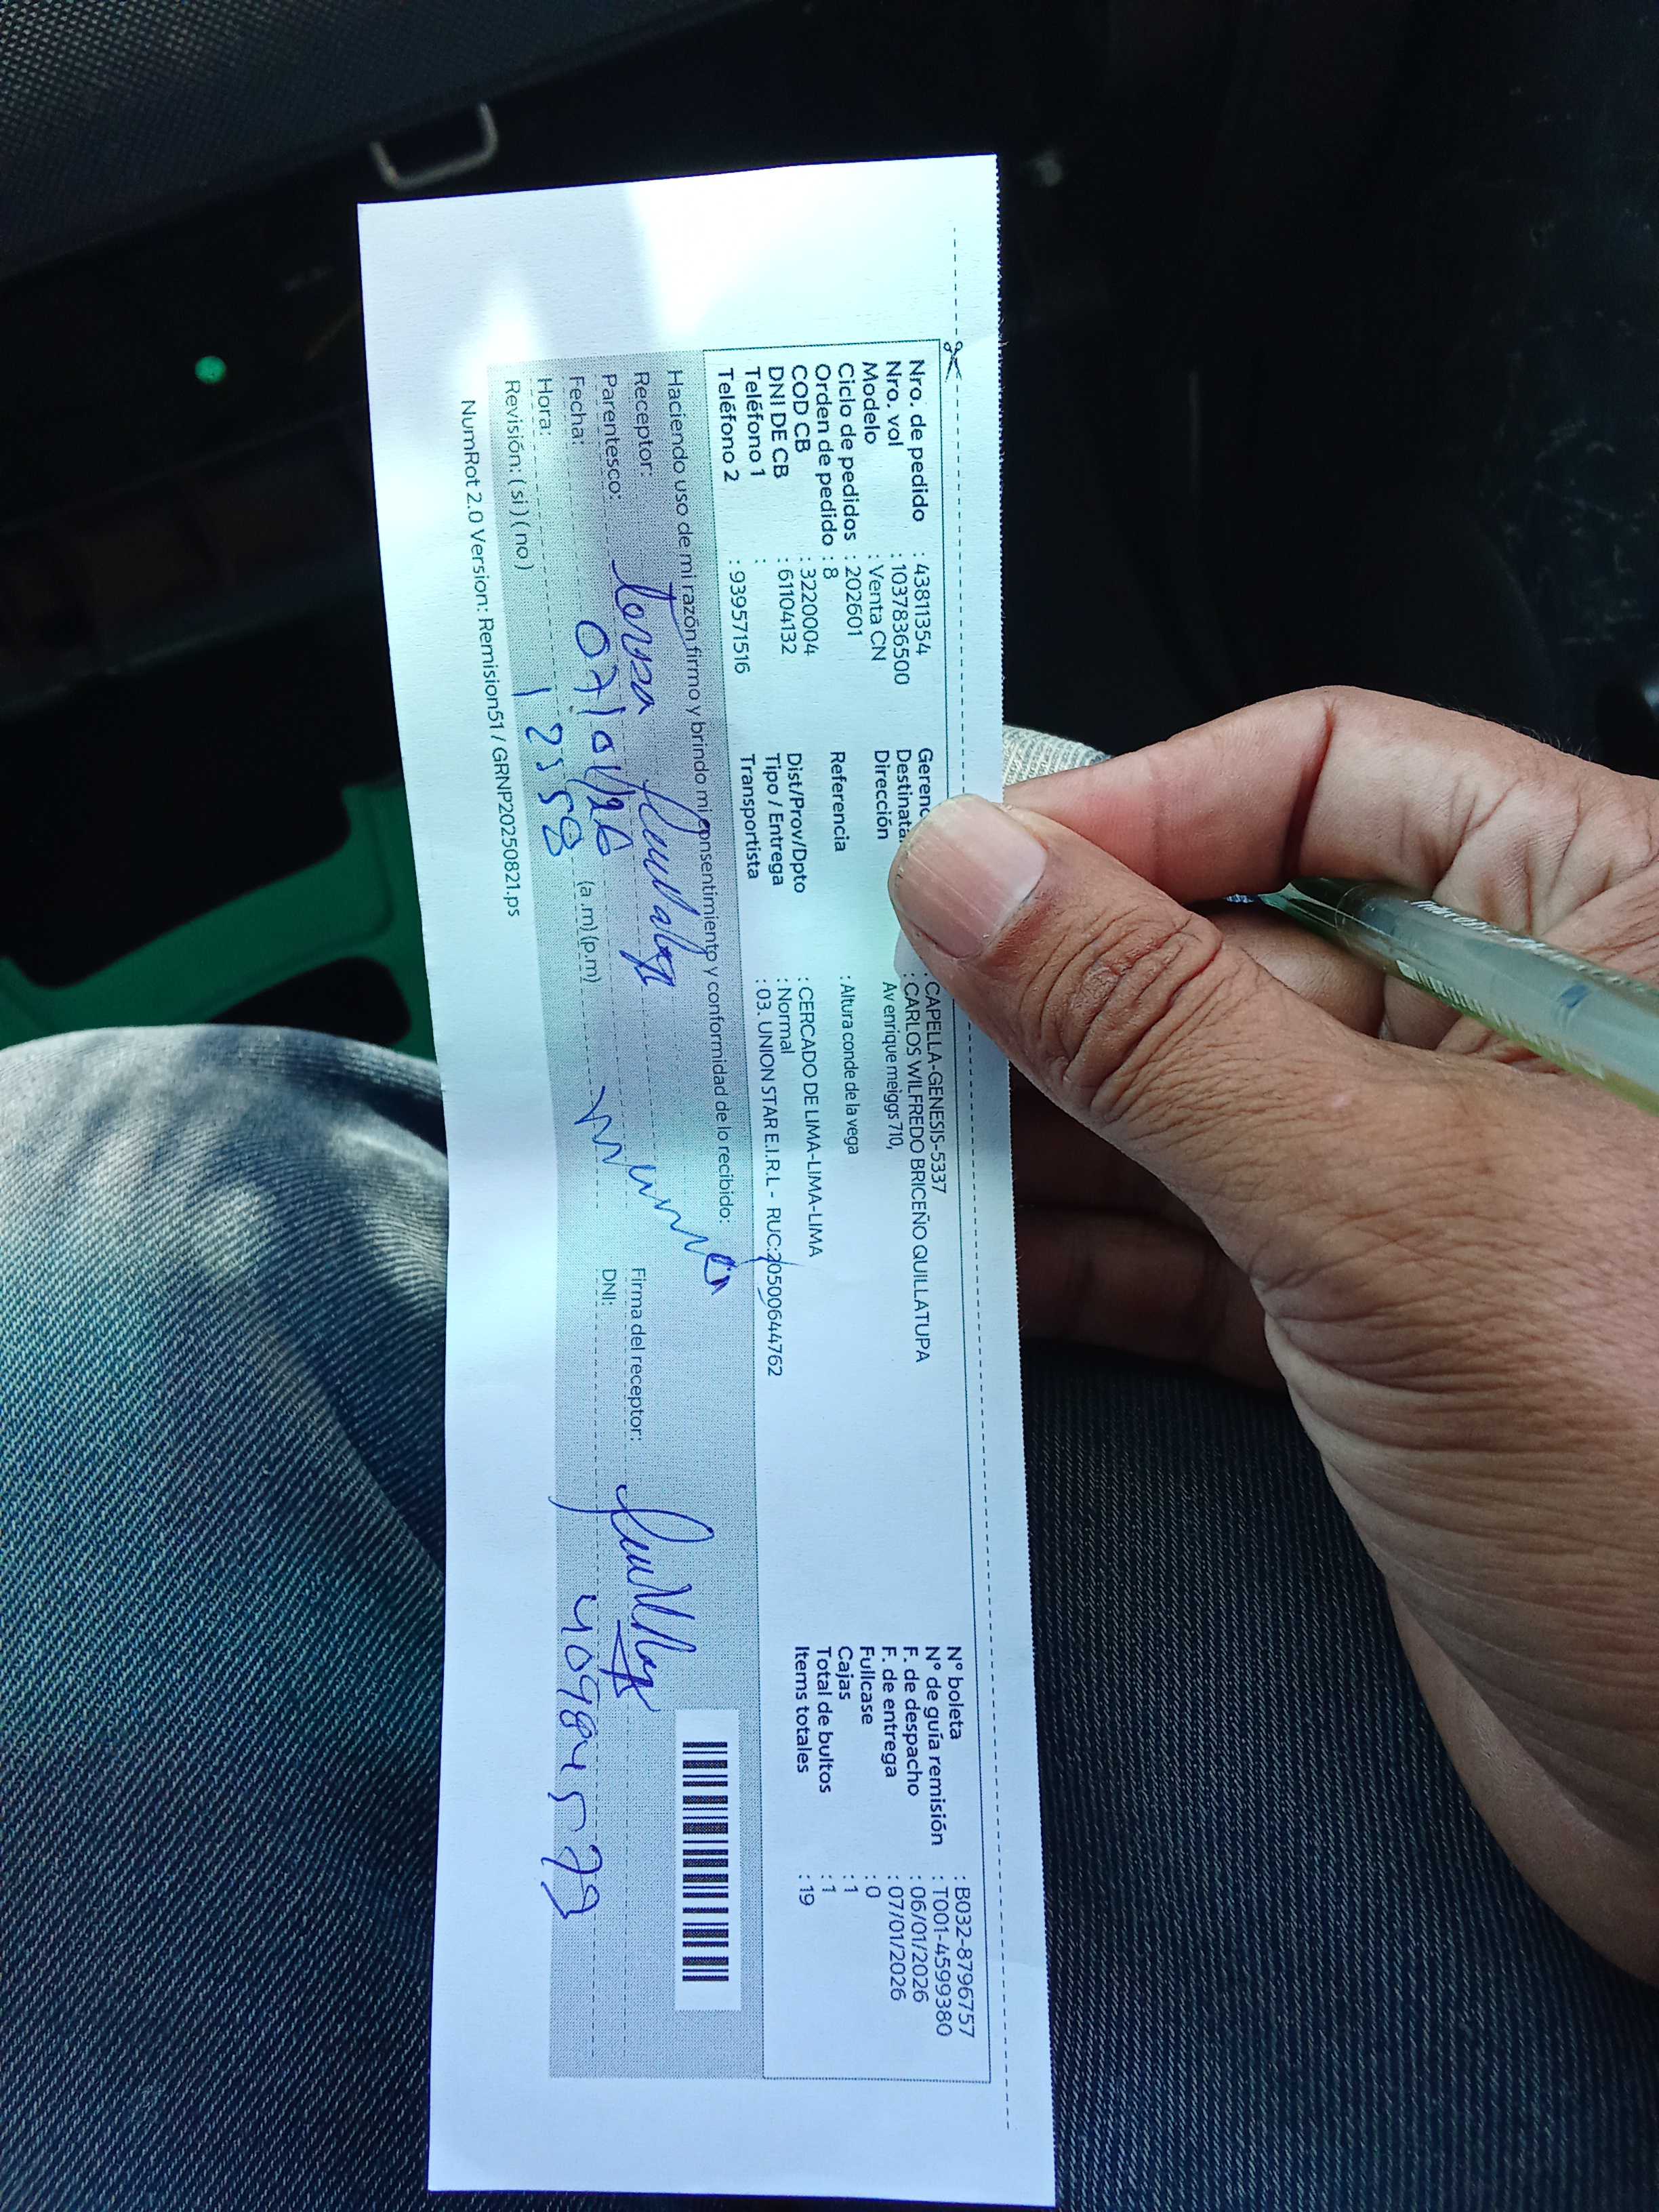 Nro. de pedido : 43811354
Nro. vol : 1037836500
Modelo : Venta CN
Ciclo de pedidos : 202601
Orden de pedido : 8
COD CB : 3220004
DNI DE CB : 61104132
Teléfono 1 :
Teléfono 2 : 939571516
Gerenc : CAPELLA-GENESIS-5337
Destinata : CARLOS WILFREDO BRICEÑO QUILLATUPA
Dirección Av enrique meiggs 710,
Referencia : Altura conde de la vega
Dist/Prov/Dpto : CERCADO DE LIMA-LIMA-LIMA
Tipo / Entrega : Normal
Transportista : 03. UNION STAR E.I.R.L - RUC:20500644762
N° boleta : B032-8796757
N° de guía remisión : T001-4599380
F. de despacho : 06/01/2026
F. de entrega : 07/01/2026
Fullcase : 0
Cajas : 1
Total de bultos : 1
Items totales : 19
Haciendo uso de mi razón firmo y brindo mi consentimiento y conformidad de lo recibido:
Receptor:
Parentesco:
Fecha: 07/01/26
Hora: 1258 (a.m) (p.m)
Revisión: ( si ) ( no )
Firma del receptor:
DNI: 409845
NumRot 2.0 Version: Remision51 / GRNP20250821.ps